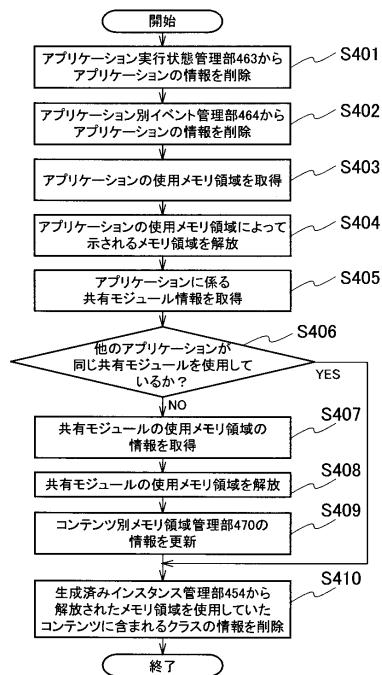 開始
アプリケーション実行状態管理部463から
アプリケーションの情報を削除
S401
アプリケーション別イベント管理部464から
アプリケーションの情報を削除
S402
アプリケーションの使用メモリ領域を取得
S403
アプリケーションの使用メモリ領域によって
示されるメモリ領域を解放
S404
アプリケーションに係る
共有モジュール情報を取得
S405
他のアプリケーションが
同じ共有モジュールを使用して
いるか?
S406
YES
NO
共有モジュールの使用メモリ領域の
情報を取得
S407
共有モジュールの使用メモリ領域を解放
S408
コンテンツ別メモリ領域管理部470の
情報を更新
S409
生成済みインスタンス管理部454から
解放されたメモリ領域を使用していた
コンテンツに含まれるクラスの情報を削除
S410
終了